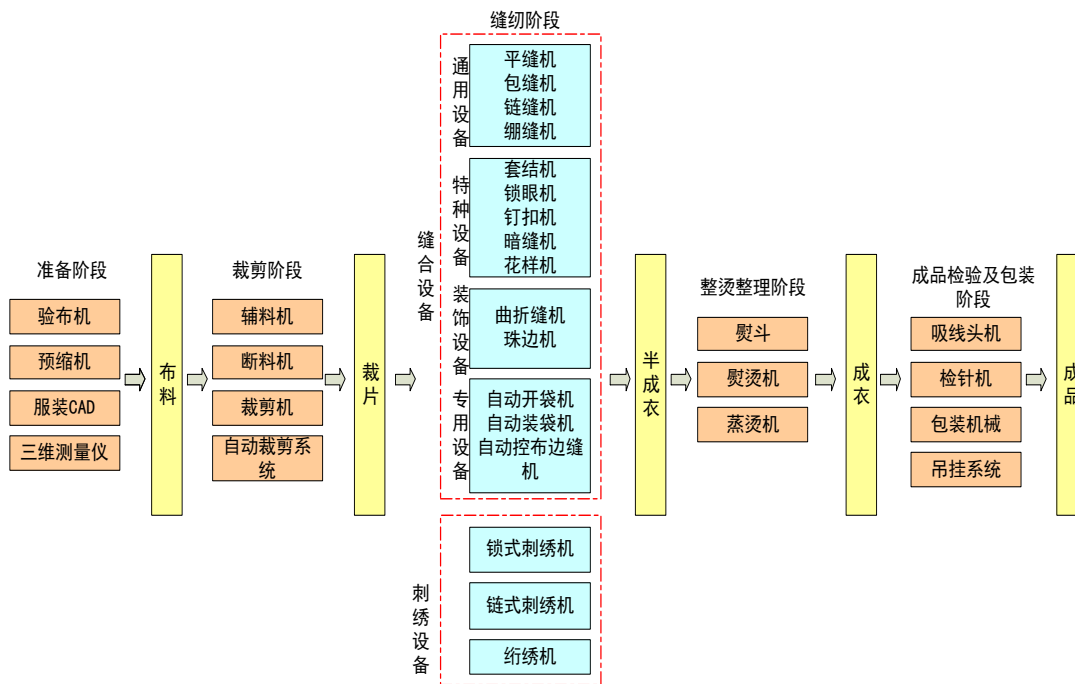 准备阶段
验布机
预缩机
服装CAD
三维测量仪
布料
裁剪阶段
辅料机
断料机
裁剪机
自动裁剪系
统
裁片
缝纫阶段
缝合设备
通用设备
平缝机
包缝机
链缝机
绷缝机
特种设备
套结机
锁眼机
钉扣机
暗缝机
花样机
装饰设备
曲折缝机
珠边机
专用设备
自动开袋机
自动装袋机
自动控布边缝
机
刺绣设备
锁式刺绣机
链式刺绣机
绗绣机
半成衣
整烫整理阶段
熨斗
熨烫机
蒸烫机
成衣
成品检验及包装
阶段
吸线头机
检针机
包装机械
吊挂系统
成品